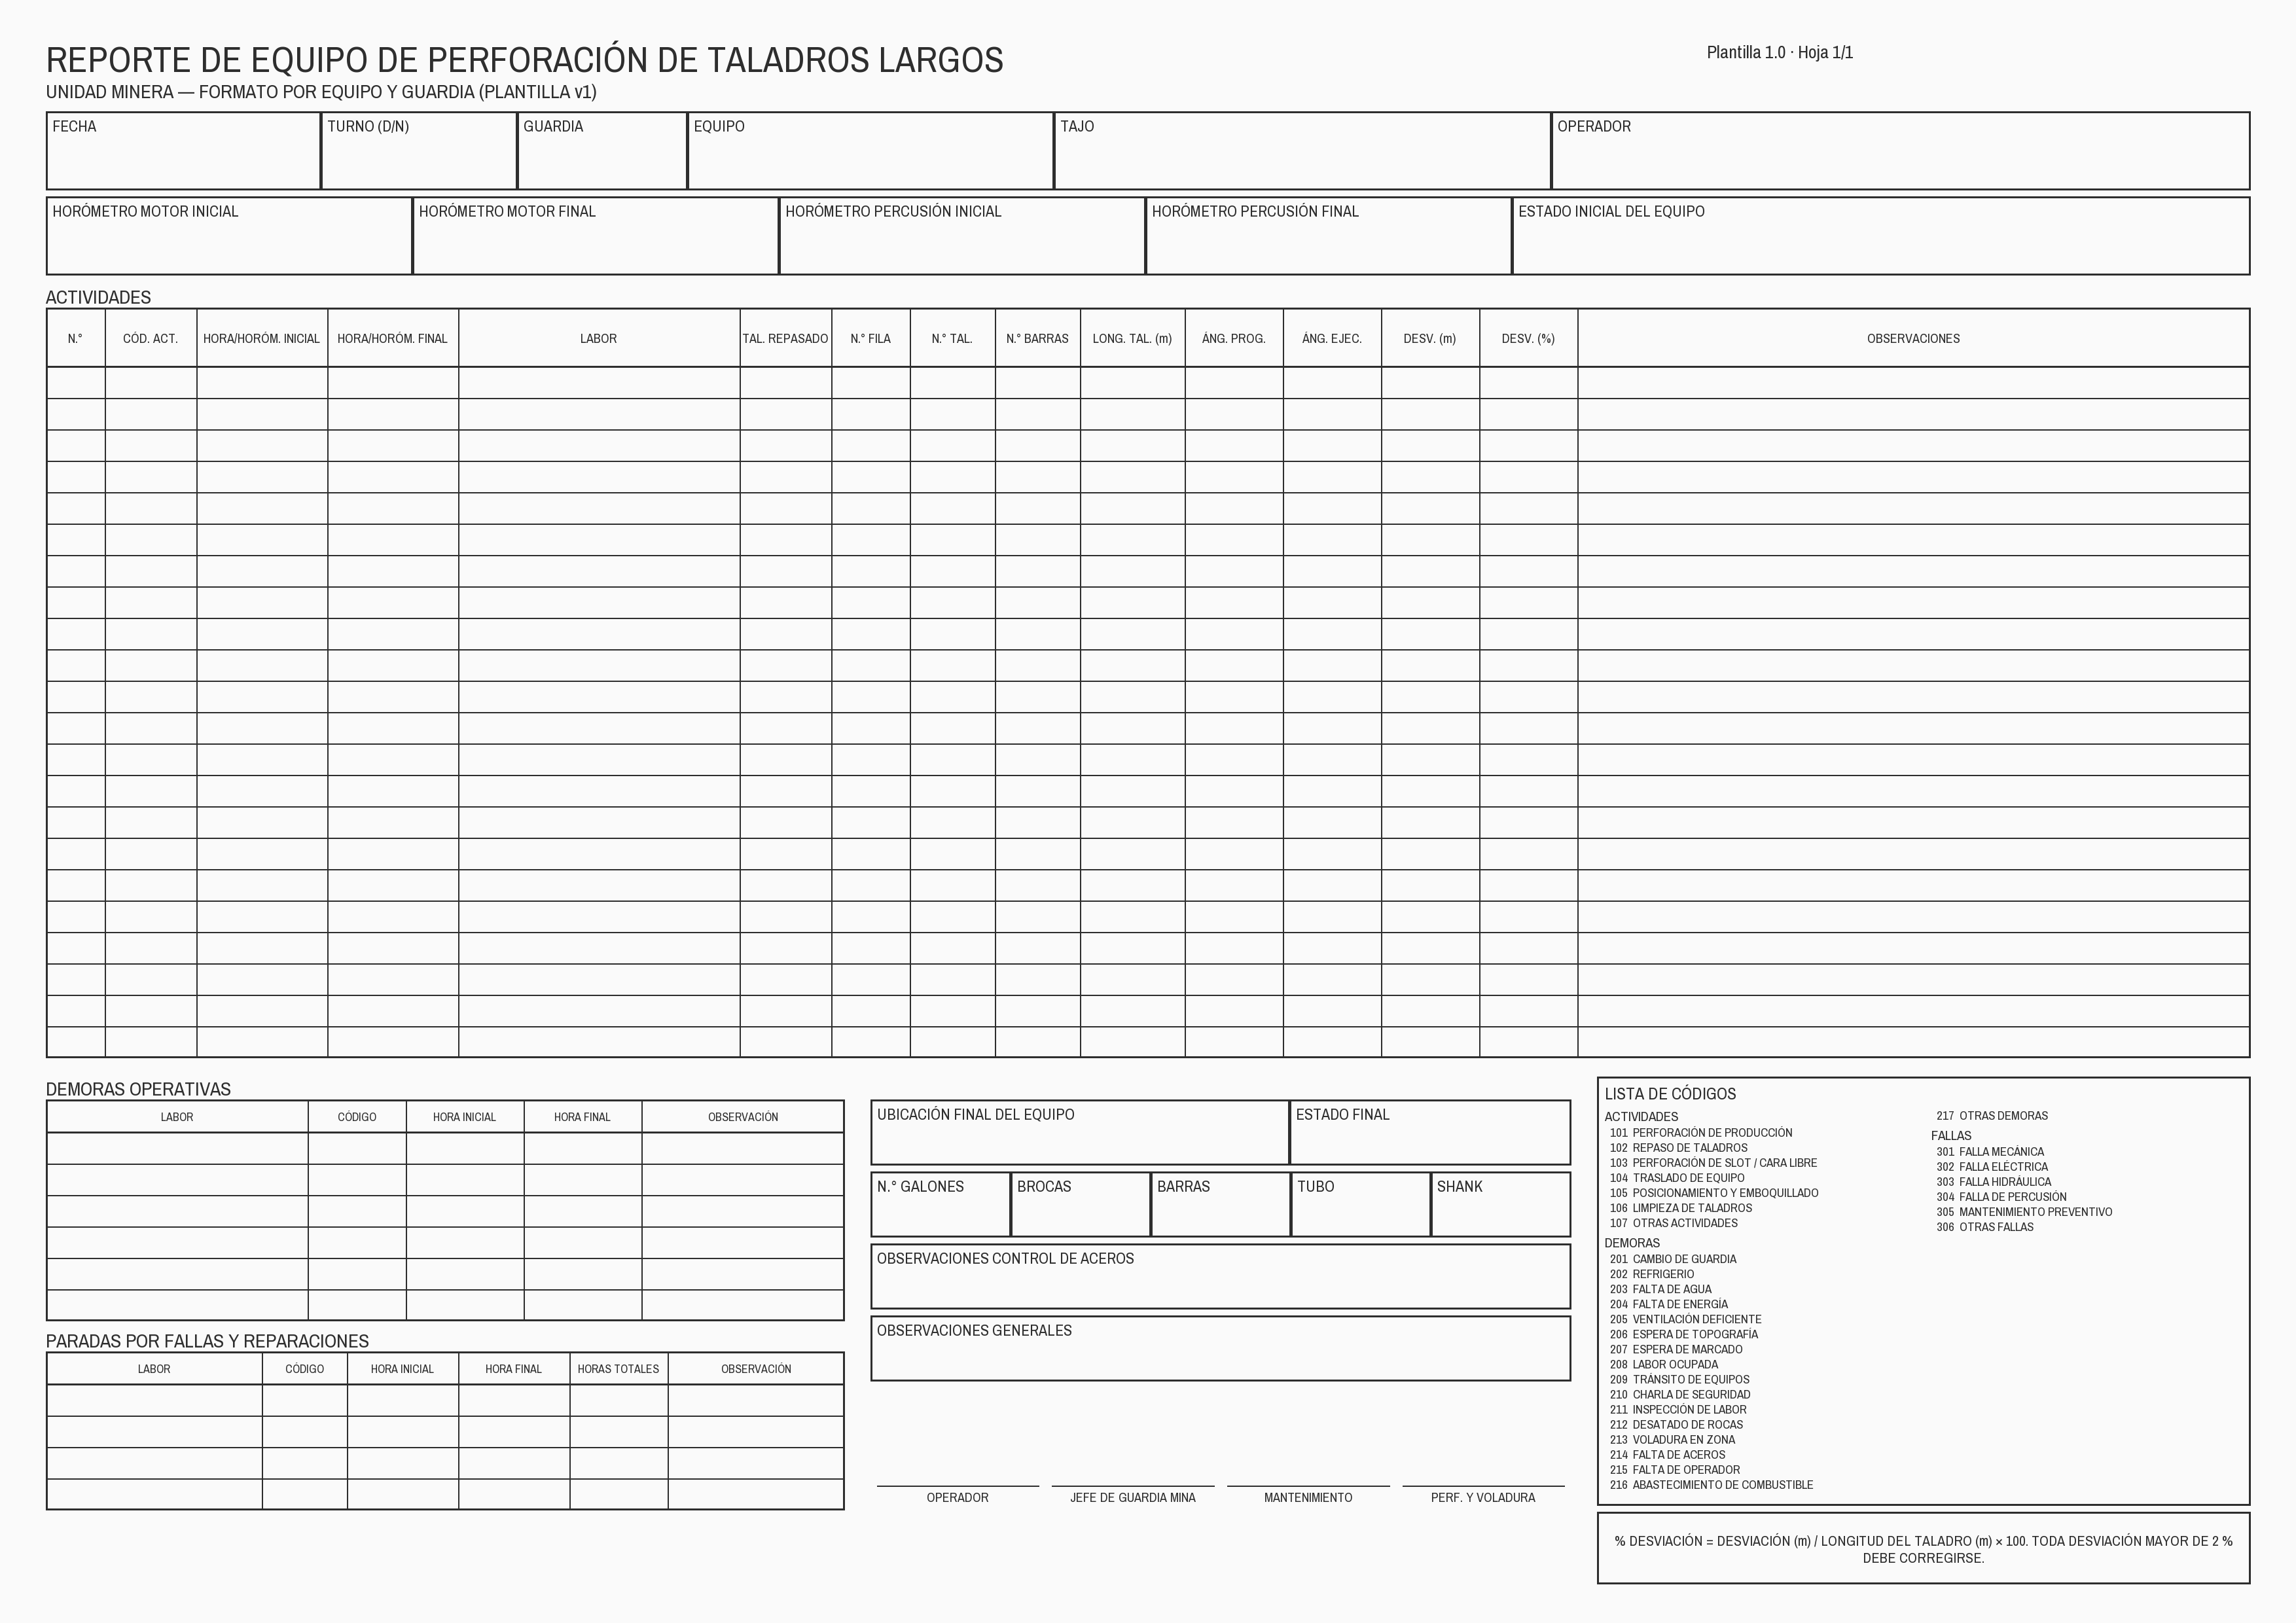 REPORTE DE EQUIPO DE PERFORACIÓN DE TALADROS LARGOS
Plantilla 1.0 · Hoja 1/1
UNIDAD MINERA — FORMATO POR EQUIPO Y GUARDIA (PLANTILLA v1)
FECHA TURNO (D/N) GUARDIA EQUIPO TAJO OPERADOR
HORÓMETRO MOTOR INICIAL HORÓMETRO MOTOR FINAL HORÓMETRO PERCUSIÓN INICIAL HORÓMETRO PERCUSIÓN FINAL ESTADO INICIAL DEL EQUIPO
ACTIVIDADES
N.° CÓD. ACT. HORA/HORÓM. INICIAL HORA/HORÓM. FINAL LABOR TAL. REPASADO N.° FILA N.° TAL. N.° BARRAS LONG. TAL. (m) ÁNG. PROG. ÁNG. EJEC. DESV. (m) DESV. (%) OBSERVACIONES
DEMORAS OPERATIVAS
LABOR CÓDIGO HORA INICIAL HORA FINAL OBSERVACIÓN
PARADAS POR FALLAS Y REPARACIONES
LABOR CÓDIGO HORA INICIAL HORA FINAL HORAS TOTALES OBSERVACIÓN
UBICACIÓN FINAL DEL EQUIPO ESTADO FINAL
N.° GALONES BROCAS BARRAS TUBO SHANK
OBSERVACIONES CONTROL DE ACEROS
OBSERVACIONES GENERALES
OPERADOR JEFE DE GUARDIA MINA MANTENIMIENTO PERF. Y VOLADURA
LISTA DE CÓDIGOS
ACTIVIDADES
101 PERFORACIÓN DE PRODUCCIÓN
102 REPASO DE TALADROS
103 PERFORACIÓN DE SLOT / CARA LIBRE
104 TRASLADO DE EQUIPO
105 POSICIONAMIENTO Y EMBOQUILLADO
106 LIMPIEZA DE TALADROS
107 OTRAS ACTIVIDADES
DEMORAS
201 CAMBIO DE GUARDIA
202 REFRIGERIO
203 FALTA DE AGUA
204 FALTA DE ENERGÍA
205 VENTILACIÓN DEFICIENTE
206 ESPERA DE TOPOGRAFÍA
207 ESPERA DE MARCADO
208 LABOR OCUPADA
209 TRÁNSITO DE EQUIPOS
210 CHARLA DE SEGURIDAD
211 INSPECCIÓN DE LABOR
212 DESATADO DE ROCAS
213 VOLADURA EN ZONA
214 FALTA DE ACEROS
215 FALTA DE OPERADOR
216 ABASTECIMIENTO DE COMBUSTIBLE
217 OTRAS DEMORAS
FALLAS
301 FALLA MECÁNICA
302 FALLA ELÉCTRICA
303 FALLA HIDRÁULICA
304 FALLA DE PERCUSIÓN
305 MANTENIMIENTO PREVENTIVO
306 OTRAS FALLAS
% DESVIACIÓN = DESVIACIÓN (m) / LONGITUD DEL TALADRO (m) × 100. TODA DESVIACIÓN MAYOR DE 2 %
DEBE CORREGIRSE.